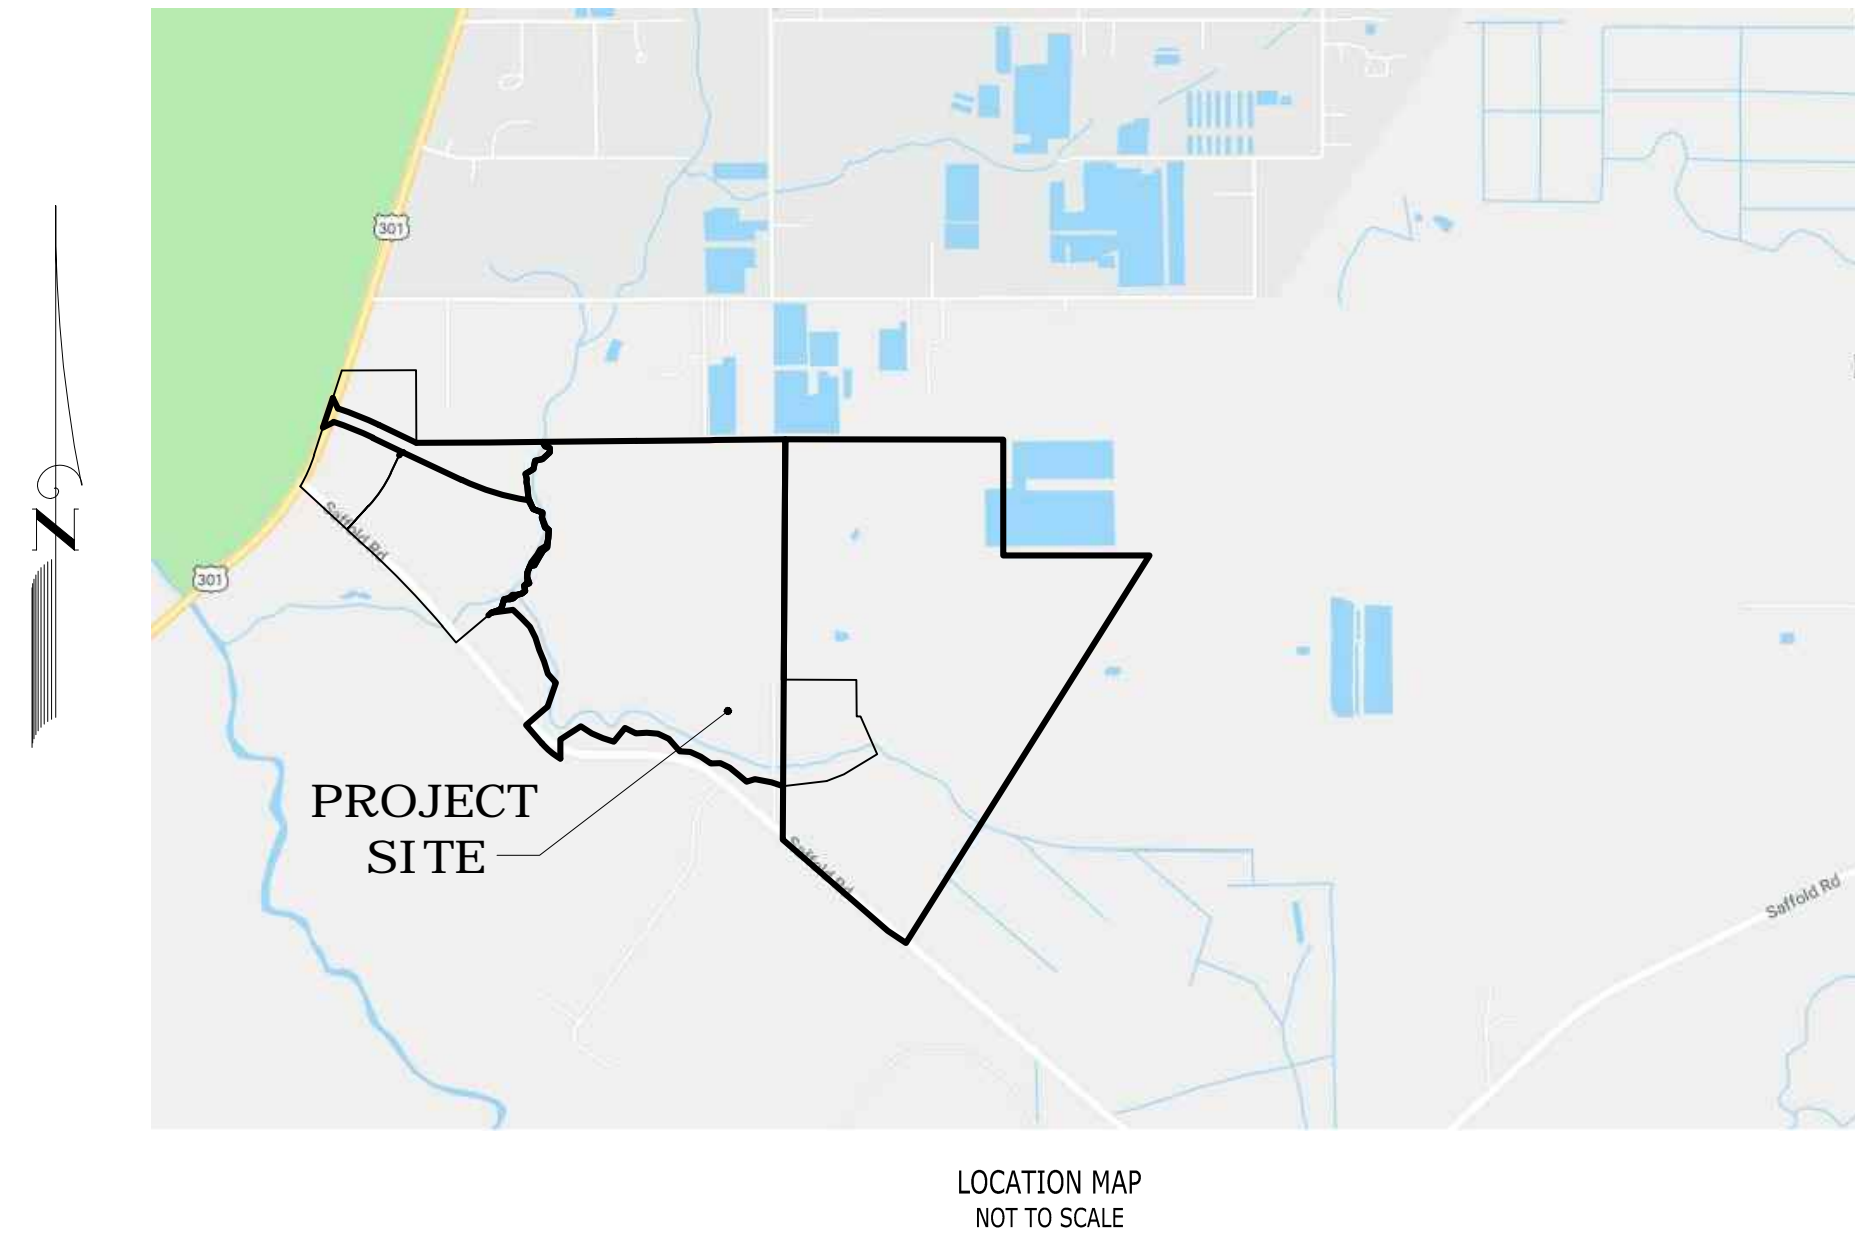 301
N
Saffold Rd
301
PROJECT
SITE
Saffold Rd
Saffold Rd
LOCATION MAP
NOT TO SCALE